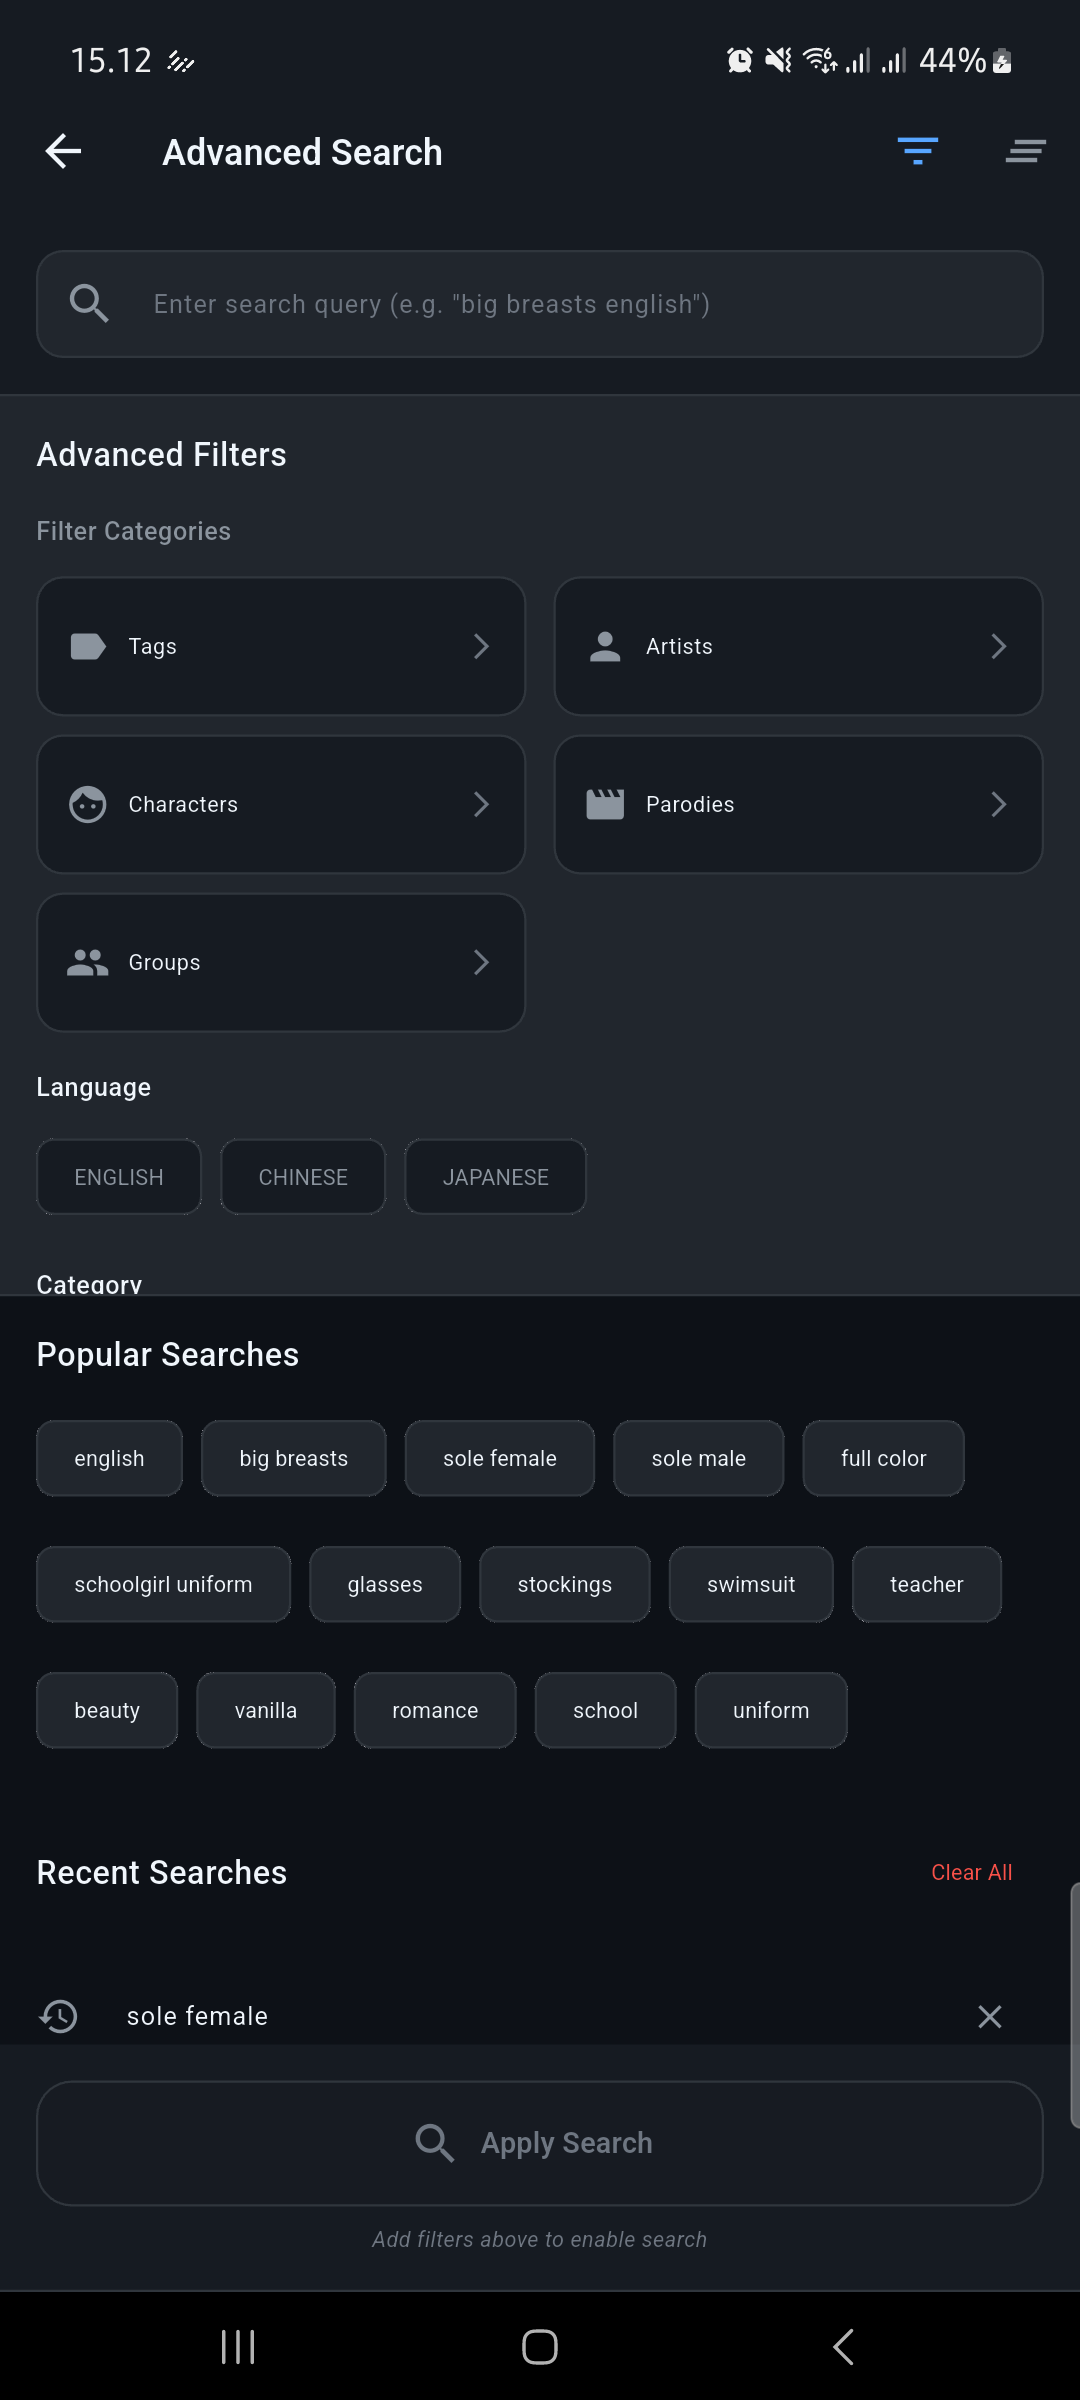 15.12 44%
Advanced Search
Enter search query (e.g. "big breasts english")
Advanced Filters
Filter Categories
Tags Artists
Characters Parodies
Groups
Language
ENGLISH CHINESE JAPANESE
Category
Popular Searches
english big breasts sole female sole male full color
schoolgirl uniform glasses stockings swimsuit teacher
beauty vanilla romance school uniform
Recent Searches Clear All
sole female
Apply Search
Add filters above to enable search